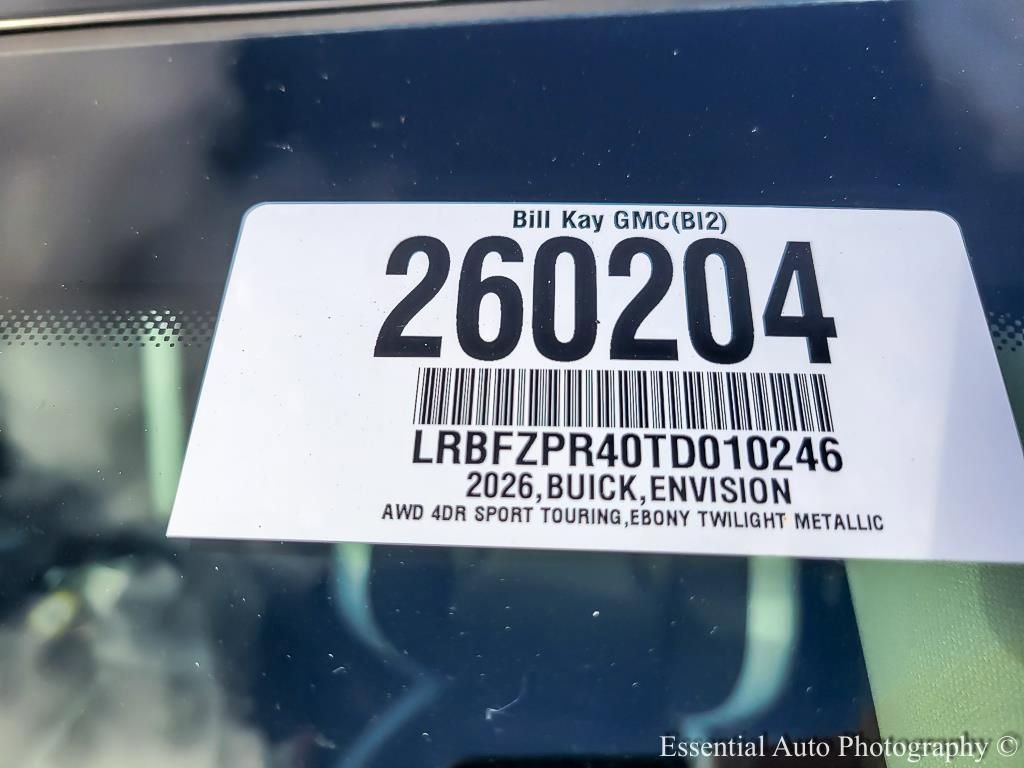 Bill Kay GMC(BI2)
260204
LRBFZPR40TD010246
2026,BUICK,ENVISION
AWD 4DR SPORT TOURING,EBONY TWILIGHT METALLIC
Essential Auto Photography ©